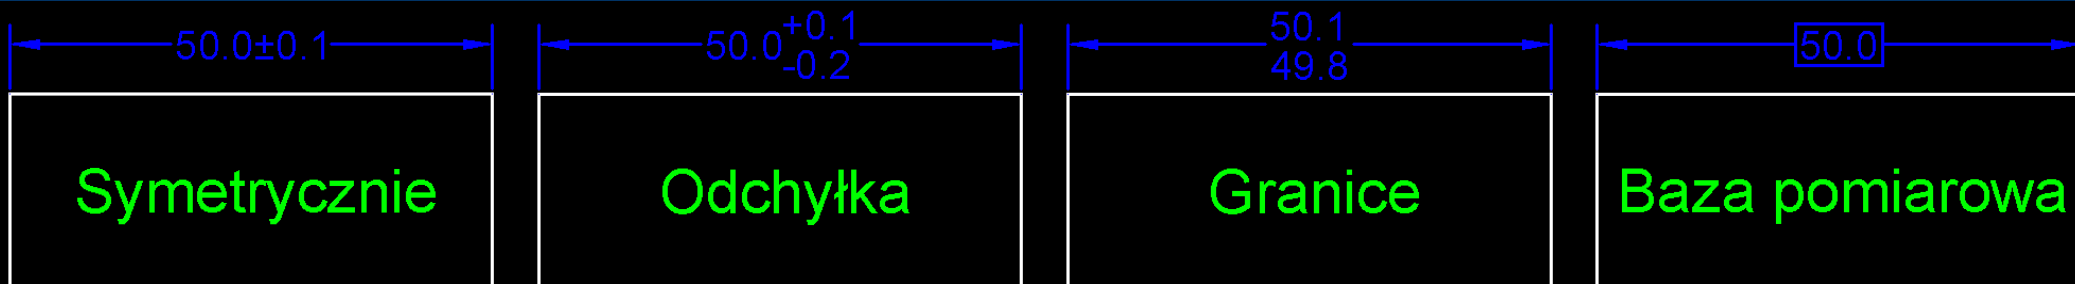 50.0±0.1
50.0 +0.1 -0.2
50.1
49.8
50.0
Symetrycznie
Odchyłka
Granice
Baza pomiarowa